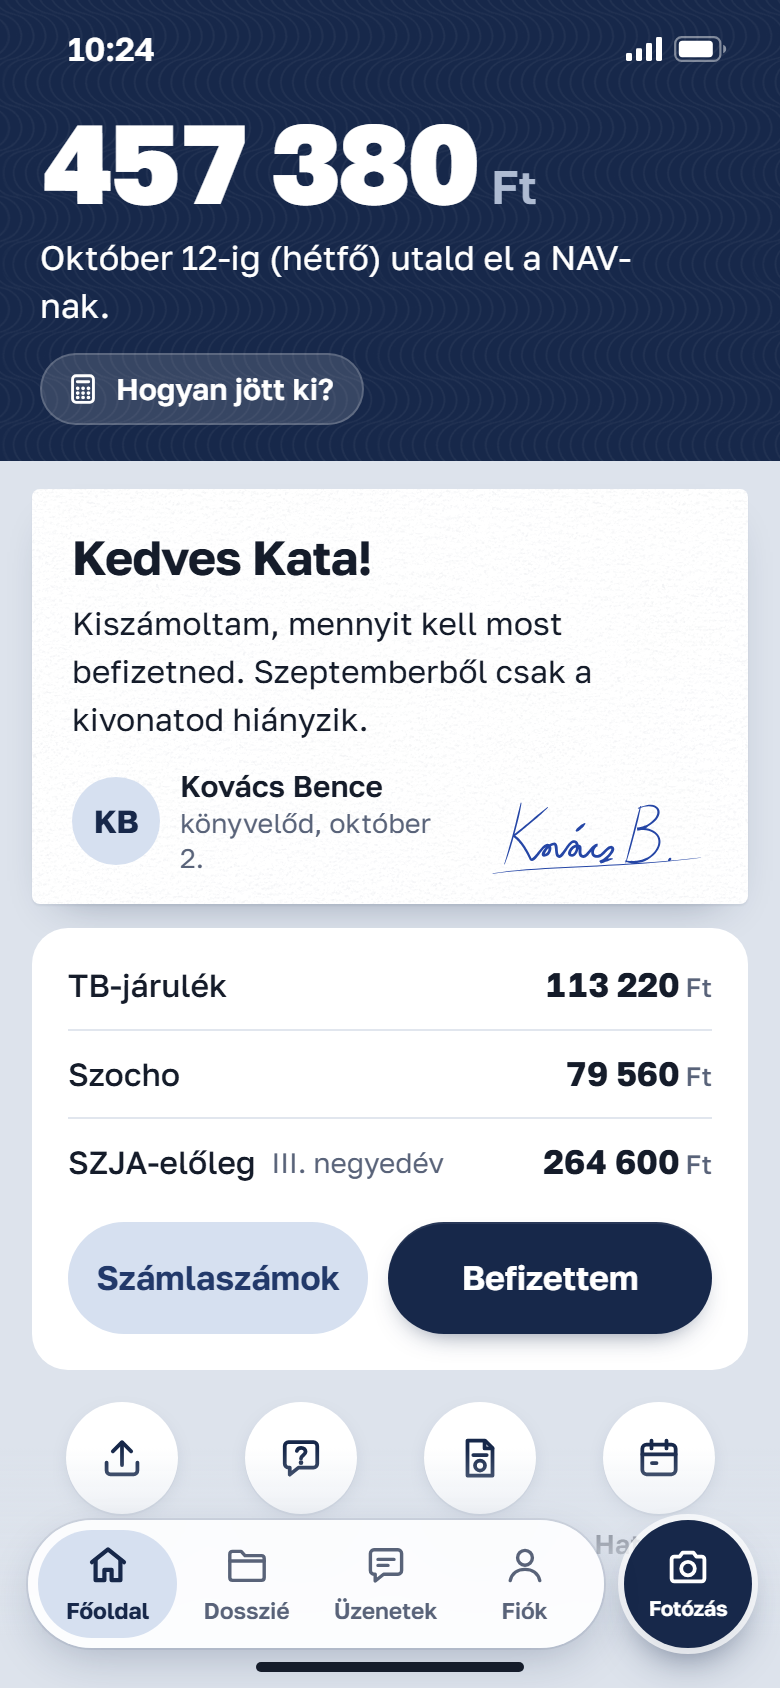 10:24
457 380 Ft
Október 12-ig (hétfő) utald el a NAV-
nak.
Hogyan jött ki?
Kedves Kata!
Kiszámoltam, mennyit kell most
befizetned. Szeptemberből csak a
kivonatod hiányzik.
KB
Kovács Bence
könyvelőd, október
2.
Kovács B.
TB-járulék 113 220 Ft
Szocho 79 560 Ft
SZJA-előleg III. negyedév 264 600 Ft
Számlaszámok Befizettem
Főoldal Dosszié Üzenetek Fiók Fotózás